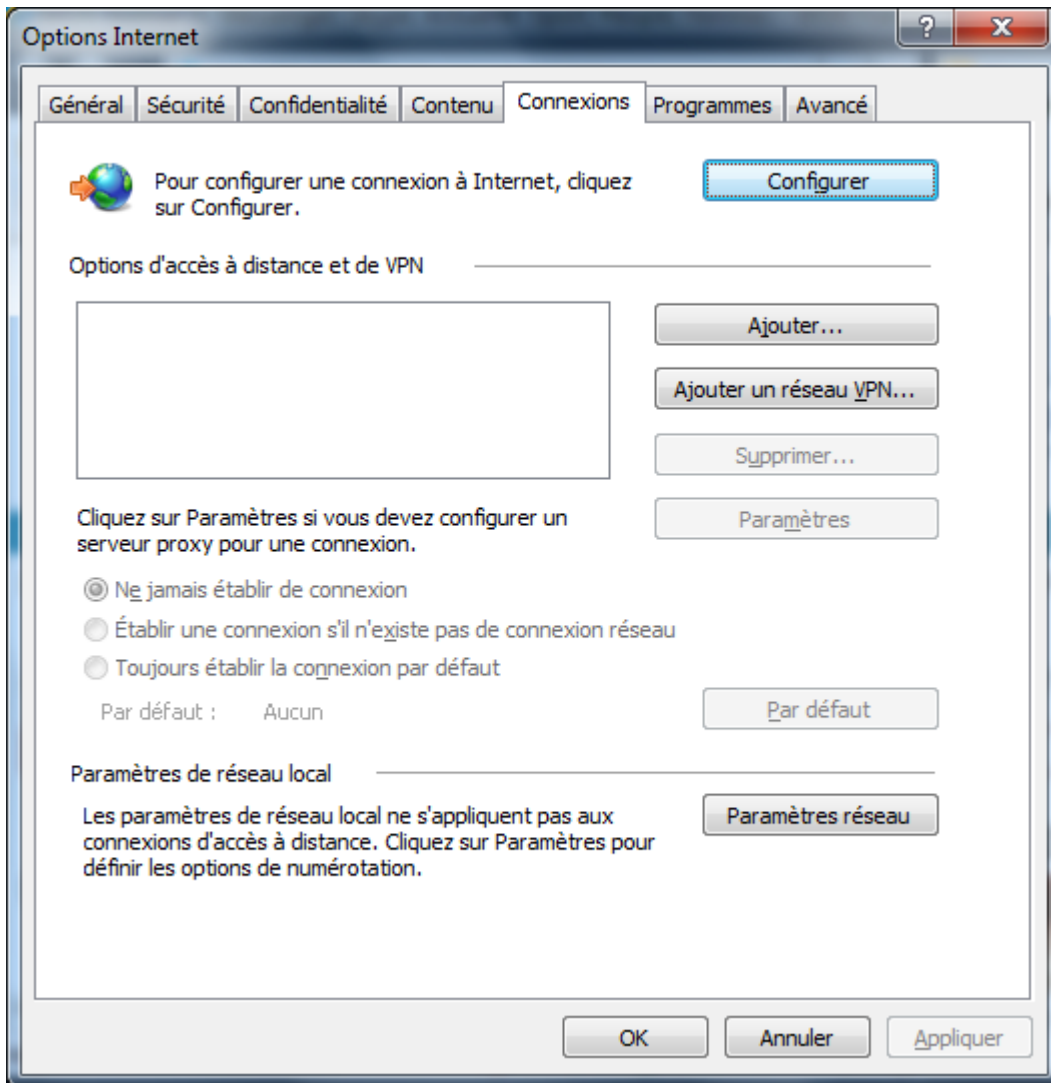 Options Internet
Général Sécurité Confidentialité Contenu Connexions Programmes Avancé
Pour configurer une connexion à Internet, cliquez
sur Configurer.
Configurer
Options d'accès à distance et de VPN
Ajouter...
Ajouter un réseau VPN...
Supprimer...
Cliquez sur Paramètres si vous devez configurer un
serveur proxy pour une connexion.
Paramètres
Ne jamais établir de connexion
Établir une connexion s'il n'existe pas de connexion réseau
Toujours établir la connexion par défaut
Par défaut : Aucun
Par défaut
Paramètres de réseau local
Les paramètres de réseau local ne s'appliquent pas aux
connexions d'accès à distance. Cliquez sur Paramètres pour
définir les options de numérotation.
Paramètres réseau
OK Annuler Appliquer